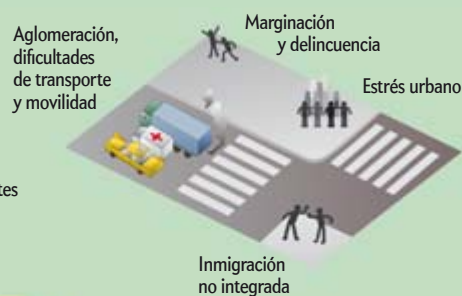 Aglomeración,
dificultades
de transporte
y movilidad
Marginación
y delincuencia
Estrés urbano
Inmigración
no integrada